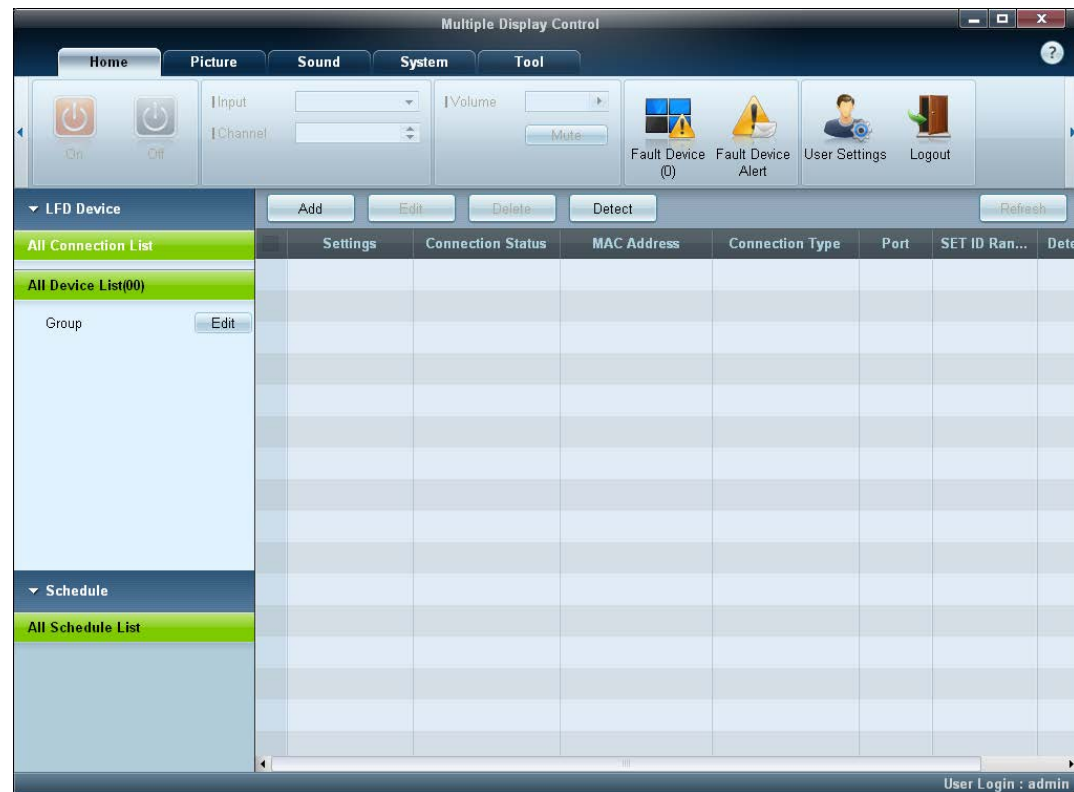 Multiple Display Control
Home Picture Sound System Tool
Input
Channel
On Off
Volume
Mute
Fault Device
(0)
Fault Device
Alert
User Settings
Logout
LFD Device
Add Edit Delete Detect Refresh
All Connection List
Settings Connection Status MAC Address Connection Type Port SET ID Ran... Dete
All Device List(00)
Group Edit
Schedule
All Schedule List
User Login : admin